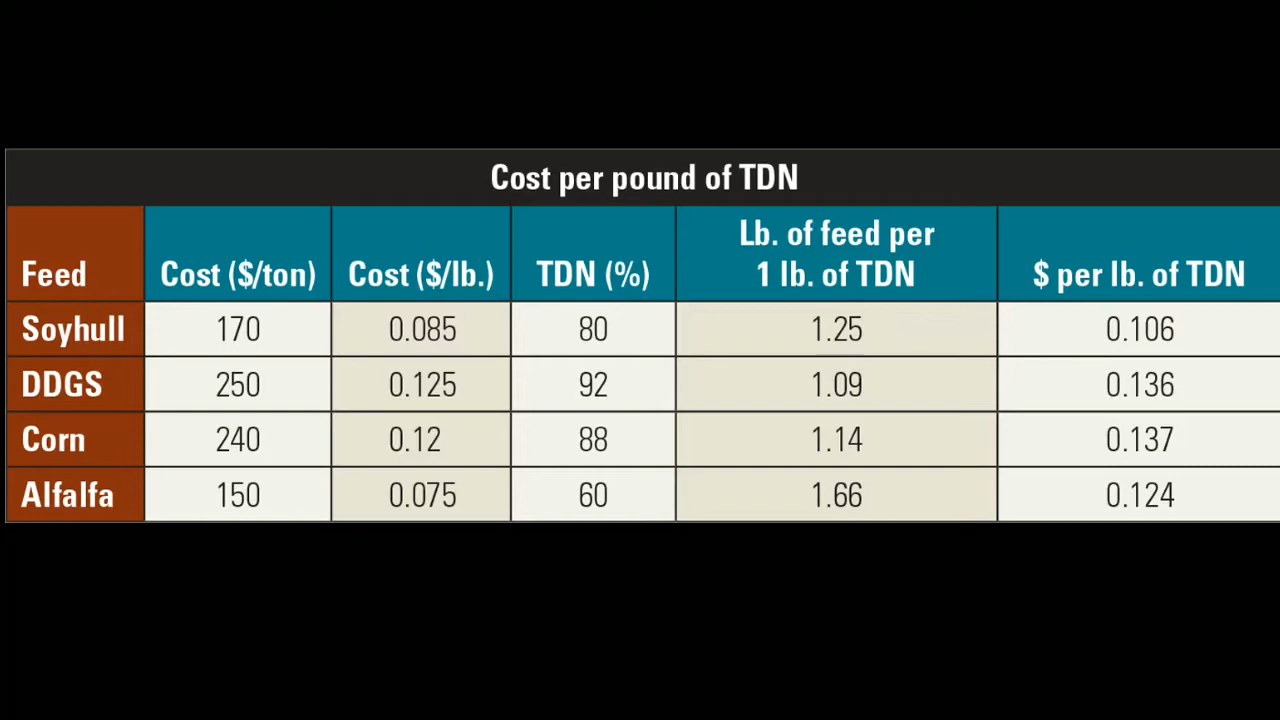 Cost per pound of TDN
Feed Cost ($/ton) Cost ($/lb.) TDN (%) Lb. of feed per 1 lb. of TDN $ per lb. of TDN
Soyhull 170 0.085 80 1.25 0.106
DDGS 250 0.125 92 1.09 0.136
Corn 240 0.12 88 1.14 0.137
Alfalfa 150 0.075 60 1.66 0.124